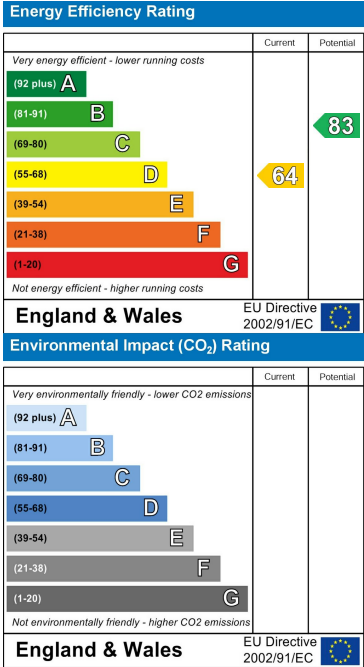 Energy Efficiency Rating
Current Potential
Very energy efficient - lower running costs
(92 plus) A
(81-91) B
83
(69-80) C
(55-68) D
64
(39-54) E
(21-38) F
(1-20) G
Not energy efficient - higher running costs
England & Wales
EU Directive
2002/91/EC
Environmental Impact (CO₂) Rating
Current Potential
Very environmentally friendly - lower CO2 emissions
(92 plus) A
(81-91) B
(69-80) C
(55-68) D
(39-54) E
(21-38) F
(1-20) G
Not environmentally friendly - higher CO2 emissions
England & Wales
EU Directive
2002/91/EC